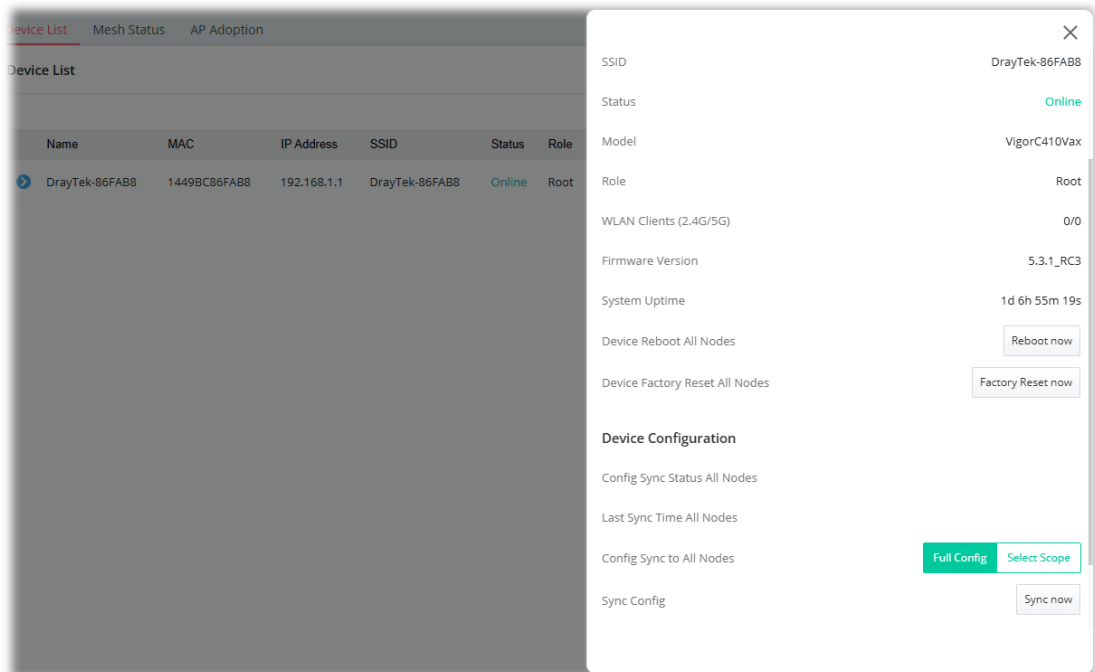 Device List Mesh Status AP Adoption
Device List
Name MAC IP Address SSID Status Role
DrayTek-86FAB8 1449BC86FAB8 192.168.1.1 DrayTek-86FAB8 Online Root
SSID DrayTek-86FAB8
Status Online
Model VigorC410Vax
Role Root
WLAN Clients (2.4G/5G) 0/0
Firmware Version 5.3.1_RC3
System Uptime 1d 6h 55m 19s
Device Reboot All Nodes Reboot now
Device Factory Reset All Nodes Factory Reset now
Device Configuration
Config Sync Status All Nodes
Last Sync Time All Nodes
Config Sync to All Nodes Full Config Select Scope
Sync Config Sync now